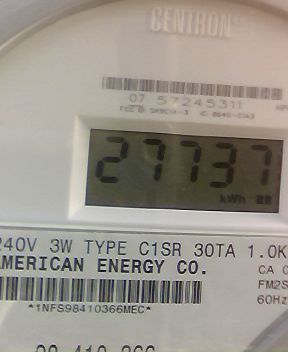 CENTRON
07 57245311
27737
kWh
240V 3W TYPE C1SR 30TA 1.0K
AMERICAN ENERGY CO.
CA
FM2S
60Hz
*1NFS98410366MEC*